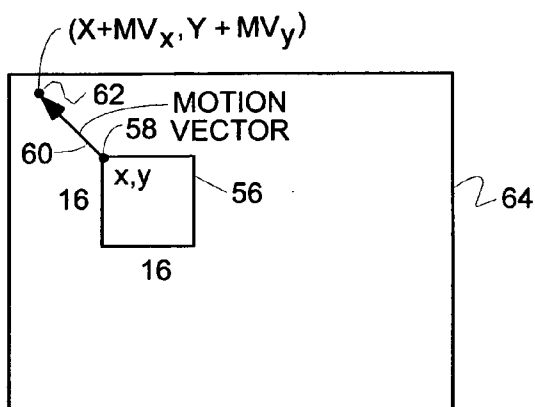 (X+MVx, Y + MVy)
62
MOTION
VECTOR
60
58
x,y
56
16
16
64